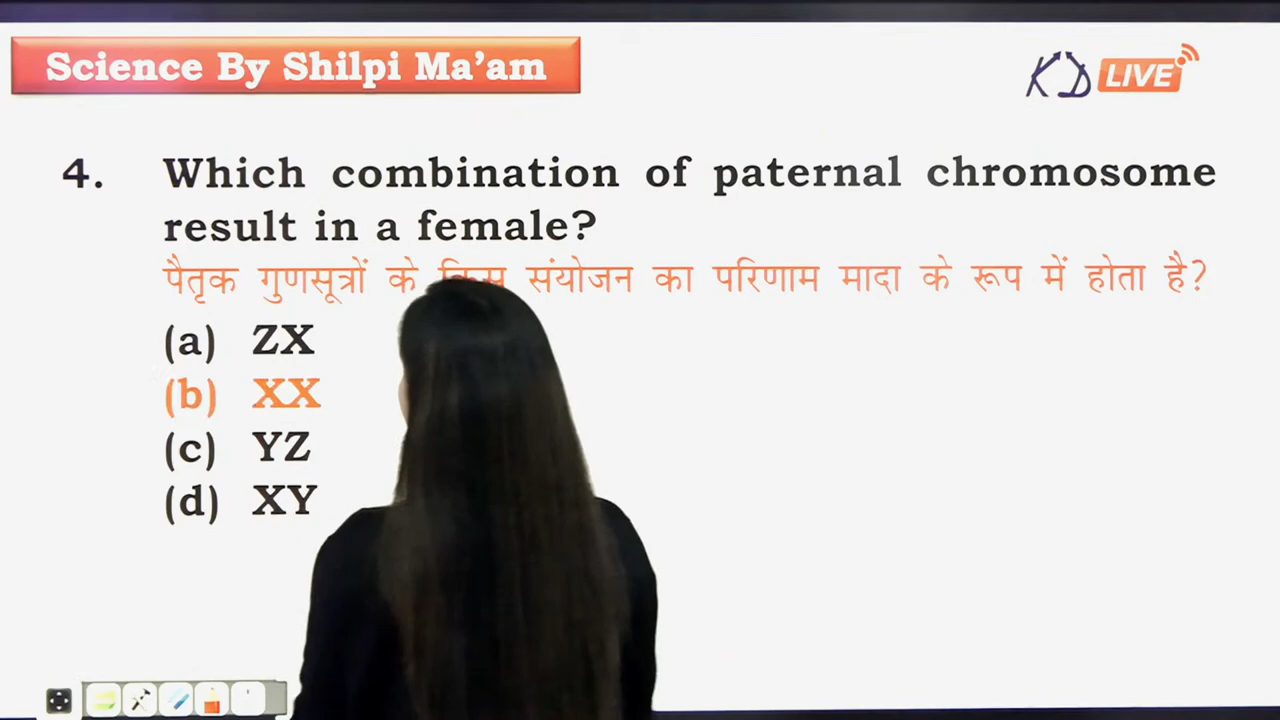 Science By Shilpi Ma'am
KD LIVE
4. Which combination of paternal chromosome
result in a female?
पैतृक गुणसूत्रों के संयोजन का परिणाम मादा के रूप में होता है?
(a) ZX
(b) XX
(c) YZ
(d) XY